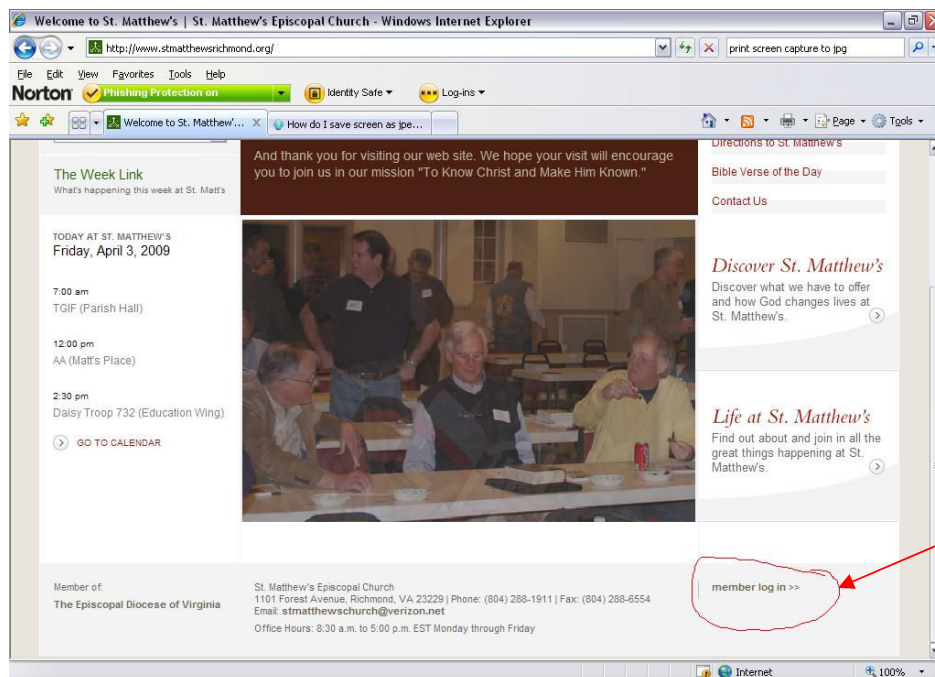 Welcome to St. Matthew's | St. Matthew's Episcopal Church - Windows Internet Explorer
http://www.stmatthewsrichmond.org/
print screen capture to jpg
File Edit View Favorites Tools Help
Norton Phishing Protection on Identity Safe Log-ins
Welcome to St. Matthew'... How do I save screen as jpe... Page Tools
And thank you for visiting our web site. We hope your visit will encourage
you to join us in our mission "To Know Christ and Make Him Known."
The Week Link
What's happening this week at St. Matt's
TODAY AT ST. MATTHEW'S
Friday, April 3, 2009
7:00 am
TGIF (Parish Hall)
12:00 pm
AA (Matt's Place)
2:30 pm
Daisy Troop 732 (Education Wing)
GO TO CALENDAR
Directions to St. Matthew's
Bible Verse of the Day
Contact Us
Discover St. Matthew's
Discover what we have to offer
and how God changes lives at
St. Matthew's.
Life at St. Matthew's
Find out about and join in all the
great things happening at St.
Matthew's.
Member of:
The Episcopal Diocese of Virginia
St. Matthew's Episcopal Church
1101 Forest Avenue, Richmond, VA 23229 | Phone: (804) 288-1911 | Fax: (804) 288-6554
Email: stmatthewschurch@verizon.net
Office Hours: 8:30 a.m. to 5:00 p.m. EST Monday through Friday
member log in >>
Internet 100%